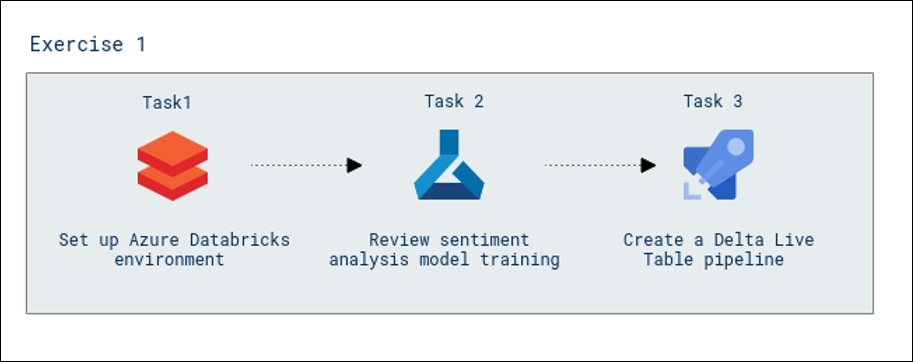 Exercise 1
Task1
Task 2
Task 3
Set up Azure Databricks
environment
Review sentiment
analysis model training
Create a Delta Live
Table pipeline